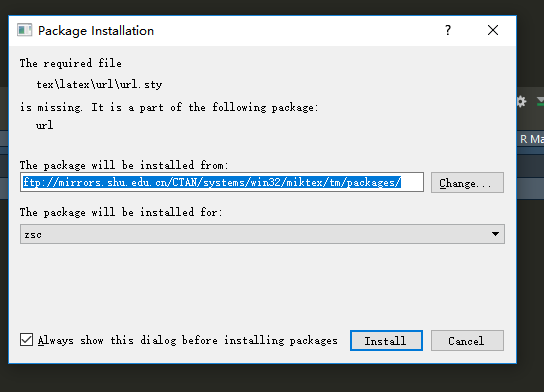 Package Installation
?
The required file
tex\latex\url\url.sty
is missing. It is a part of the following package:
url
R Ma
The package will be installed from:
ftp://mirrors.shu.edu.cn/CTAN/systems/win32/miktex/tm/packages/
Change...
The package will be installed for:
zsc
Always show this dialog before installing packages
Install
Cancel